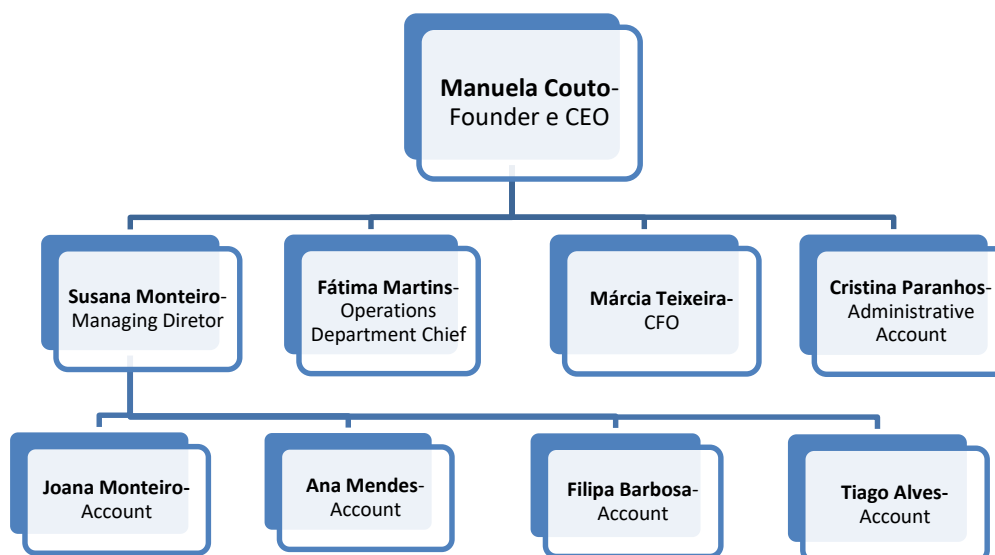 Manuela Couto-
Founder e CEO
Susana Monteiro-
Managing Diretor
Fátima Martins-
Operations
Department Chief
Márcia Teixeira-
CFO
Cristina Paranhos-
Administrative
Account
Joana Monteiro-
Account
Ana Mendes-
Account
Filipa Barbosa-
Account
Tiago Alves-
Account